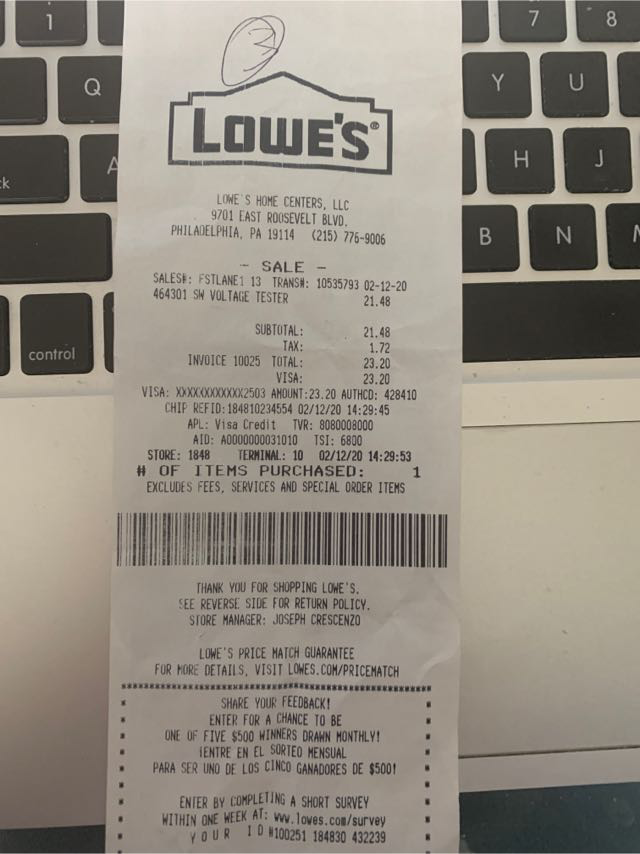 1
7
8
Q
Y
U
A
H
J
ck
B
N
control
3
LOWE'S®
LOWE'S HOME CENTERS, LLC
9701 EAST ROOSEVELT BLVD.
PHILADELPHIA, PA 19114 (215) 776-9006
- SALE -
SALES#: FSTLANE1 13 TRANS#: 10535793 02-12-20
464301 SW VOLTAGE TESTER 21.48
SUBTOTAL: 21.48
TAX: 1.72
INVOICE 10025 TOTAL: 23.20
VISA: 23.20
VISA: XXXXXXXXXXXX2503 AMOUNT:23.20 AUTHCD: 428410
CHIP REFID:184810234554 02/12/20 14:29:45
APL: Visa Credit TVR: 8080008000
AID: A0000000031010 TSI: 6800
STORE: 1848 TERMINAL: 10 02/12/20 14:29:53
# OF ITEMS PURCHASED: 1
EXCLUDES FEES, SERVICES AND SPECIAL ORDER ITEMS
THANK YOU FOR SHOPPING LOWE'S.
SEE REVERSE SIDE FOR RETURN POLICY.
STORE MANAGER: JOSEPH CRESCENZO
LOWE'S PRICE MATCH GUARANTEE
FOR MORE DETAILS, VISIT LOWES.COM/PRICEMATCH
SHARE YOUR FEEDBACK!
ENTER FOR A CHANCE TO BE
ONE OF FIVE $500 WINNERS DRAWN MONTHLY!
¡ENTRE EN EL SORTEO MENSUAL
PARA SER UNO DE LOS CINCO GANADORES DE $500!
ENTER BY COMPLETING A SHORT SURVEY
WITHIN ONE WEEK AT: www.lowes.com/survey
YOUR ID #100251 184830 432239